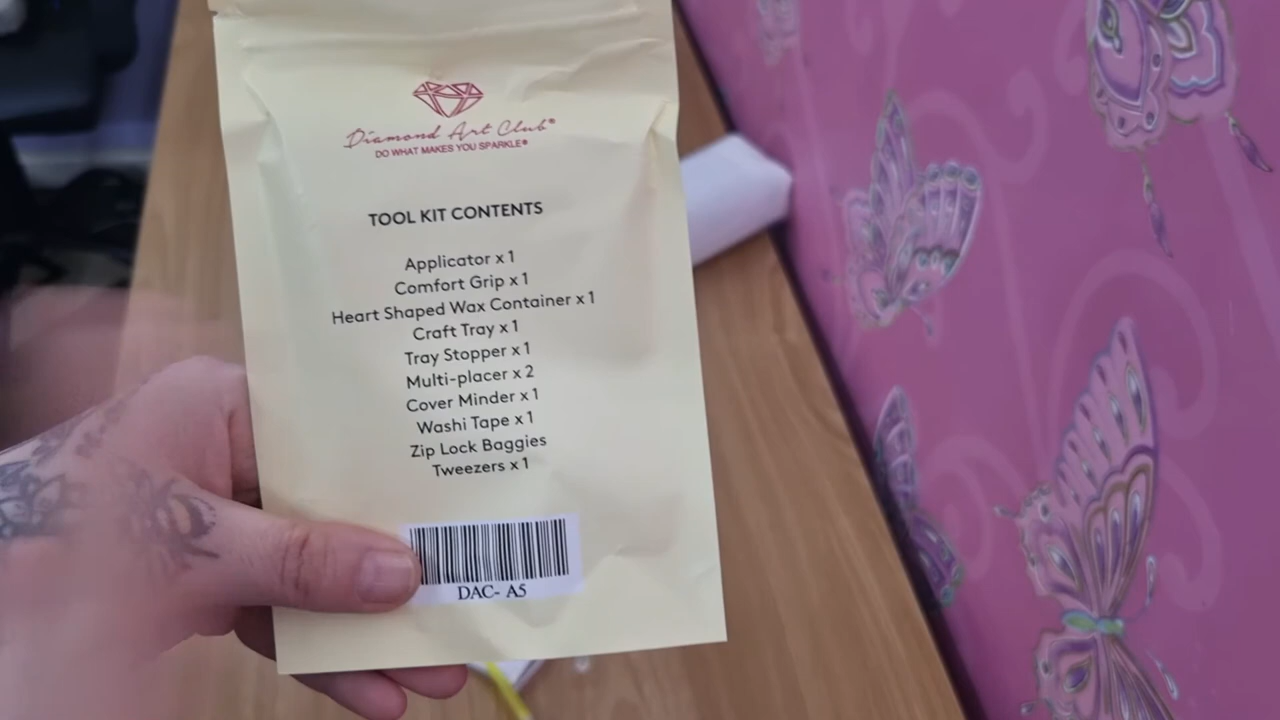 Diamond Art Club®
DO WHAT MAKES YOU SPARKLE®
TOOL KIT CONTENTS
Applicator x 1
Comfort Grip x 1
Heart Shaped Wax Container x 1
Craft Tray x 1
Tray Stopper x 1
Multi-placer x 2
Cover Minder x 1
Washi Tape x 1
Zip Lock Baggies
Tweezers x 1
DAC- A5